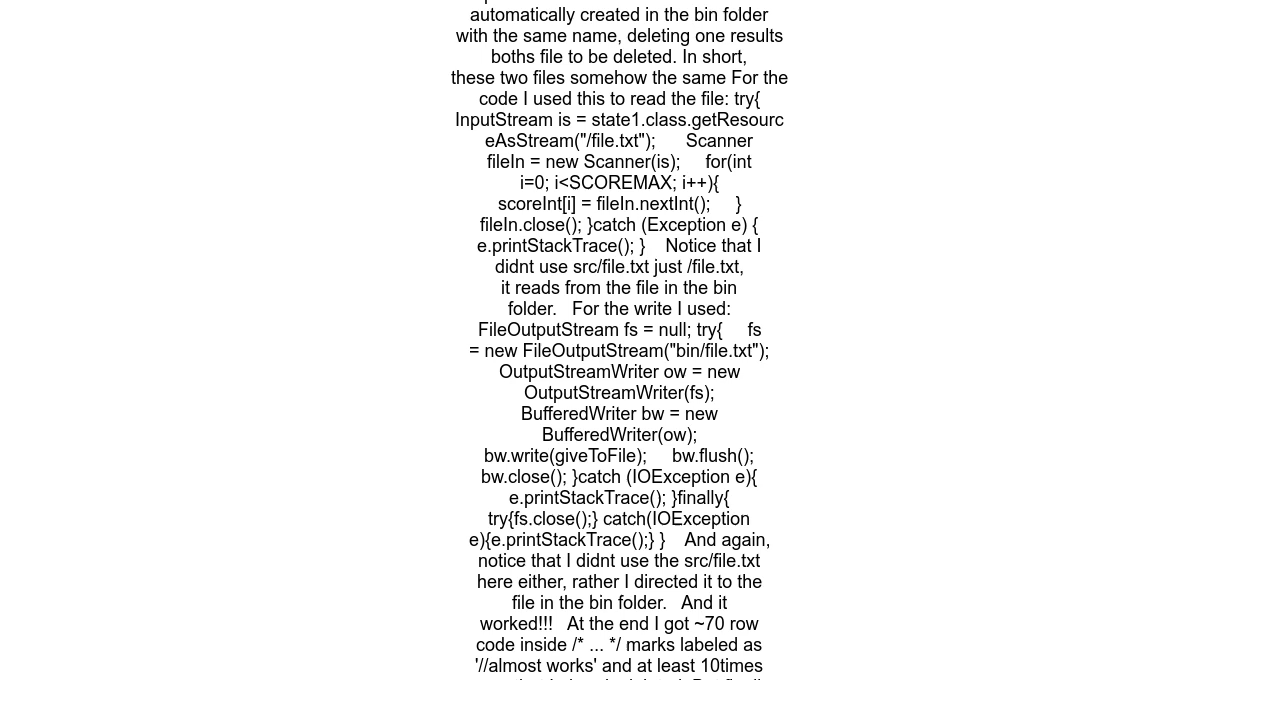 automatically created in the bin folder
with the same name, deleting one results
boths file to be deleted. In short,
these two files somehow the same For the
code I used this to read the file: try{
InputStream is = state1.class.getResourc
eAsStream("/file.txt");      Scanner
fileIn = new Scanner(is);     for(int
i=0; i<SCOREMAX; i++){
scoreInt[i] = fileIn.nextInt();     }
fileIn.close(); }catch (Exception e) {
e.printStackTrace(); }    Notice that I
didnt use src/file.txt just /file.txt,
it reads from the file in the bin
folder.   For the write I used:
FileOutputStream fs = null; try{     fs
= new FileOutputStream("bin/file.txt");
OutputStreamWriter ow = new
OutputStreamWriter(fs);
BufferedWriter bw = new
BufferedWriter(ow);
bw.write(giveToFile);     bw.flush();
bw.close(); }catch (IOException e){
e.printStackTrace(); }finally{
try{fs.close();} catch(IOException
e){e.printStackTrace();} }    And again,
notice that I didnt use the src/file.txt
here either, rather I directed it to the
file in the bin folder.   And it
worked!!!   At the end I got ~70 row
code inside /* ... */ marks labeled as
'//almost works' and at least 10times